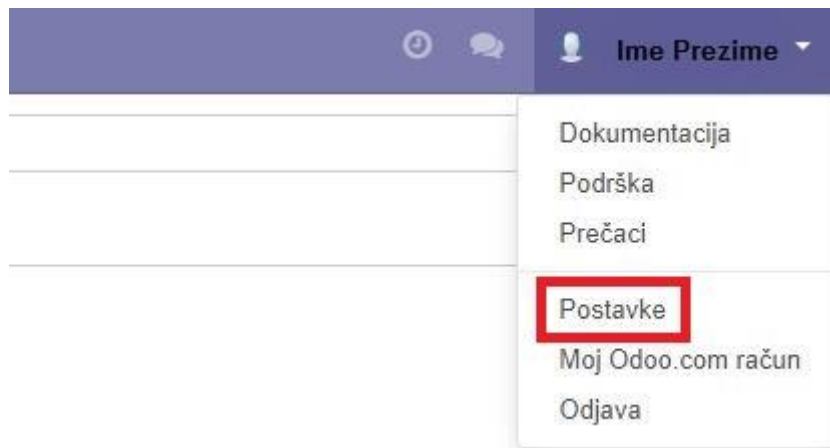 Ime Prezime
Dokumentacija
Podrška
Prečaci
Postavke
Moj Odoo.com račun
Odjava